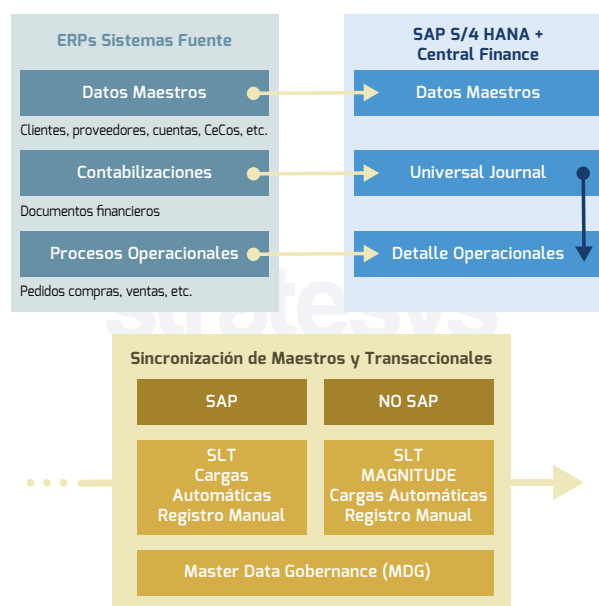 ERPs Sistemas Fuente
Datos Maestros
Clientes, proveedores, cuentas, CeCos, etc.
Contabilizaciones
Documentos financieros
Procesos Operacionales
Pedidos compras, ventas, etc.
SAP S/4 HANA +
Central Finance
Datos Maestros
Universal Journal
Detalle Operacionales
stratesys
Sincronización de Maestros y Transaccionales
SAP
SLT
Cargas
Automáticas
Registro Manual
NO SAP
SLT
MAGNITUDE
Cargas Automáticas
Registro Manual
Master Data Gobernance (MDG)